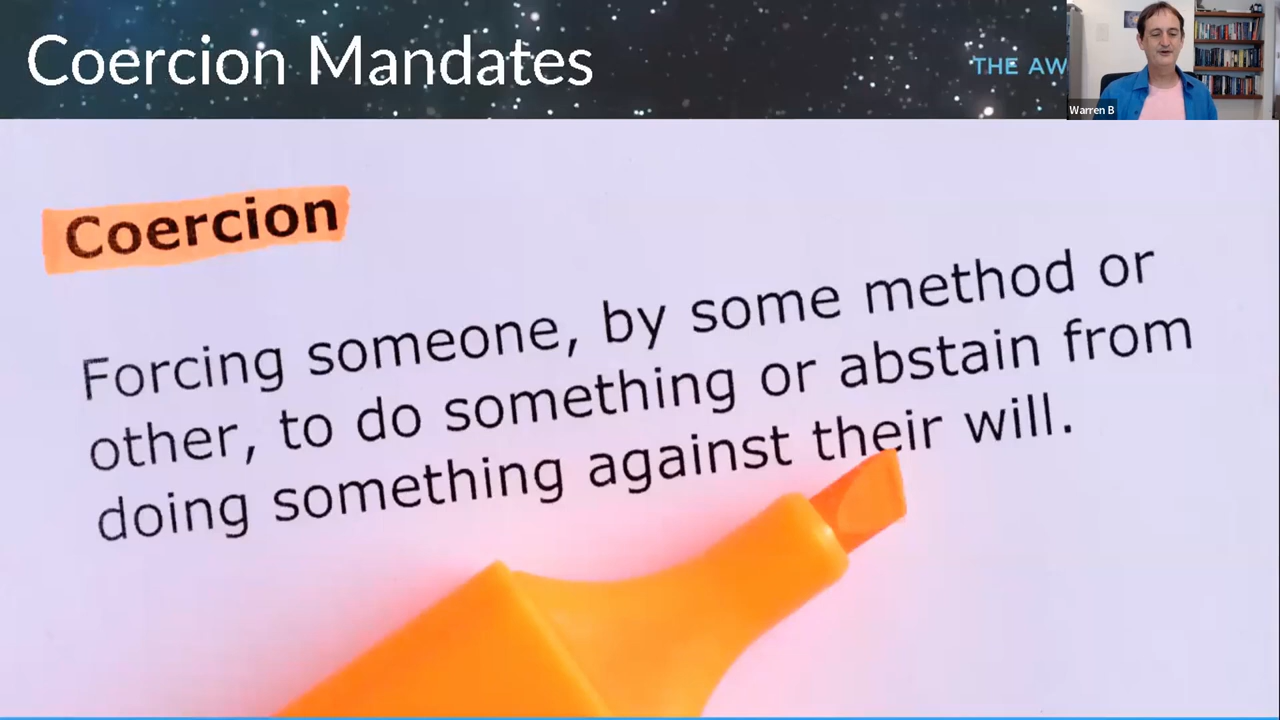 Coercion Mandates
THE AW
Warren B
Coercion
Forcing someone, by some method or
other, to do something or abstain from
doing something against their will.